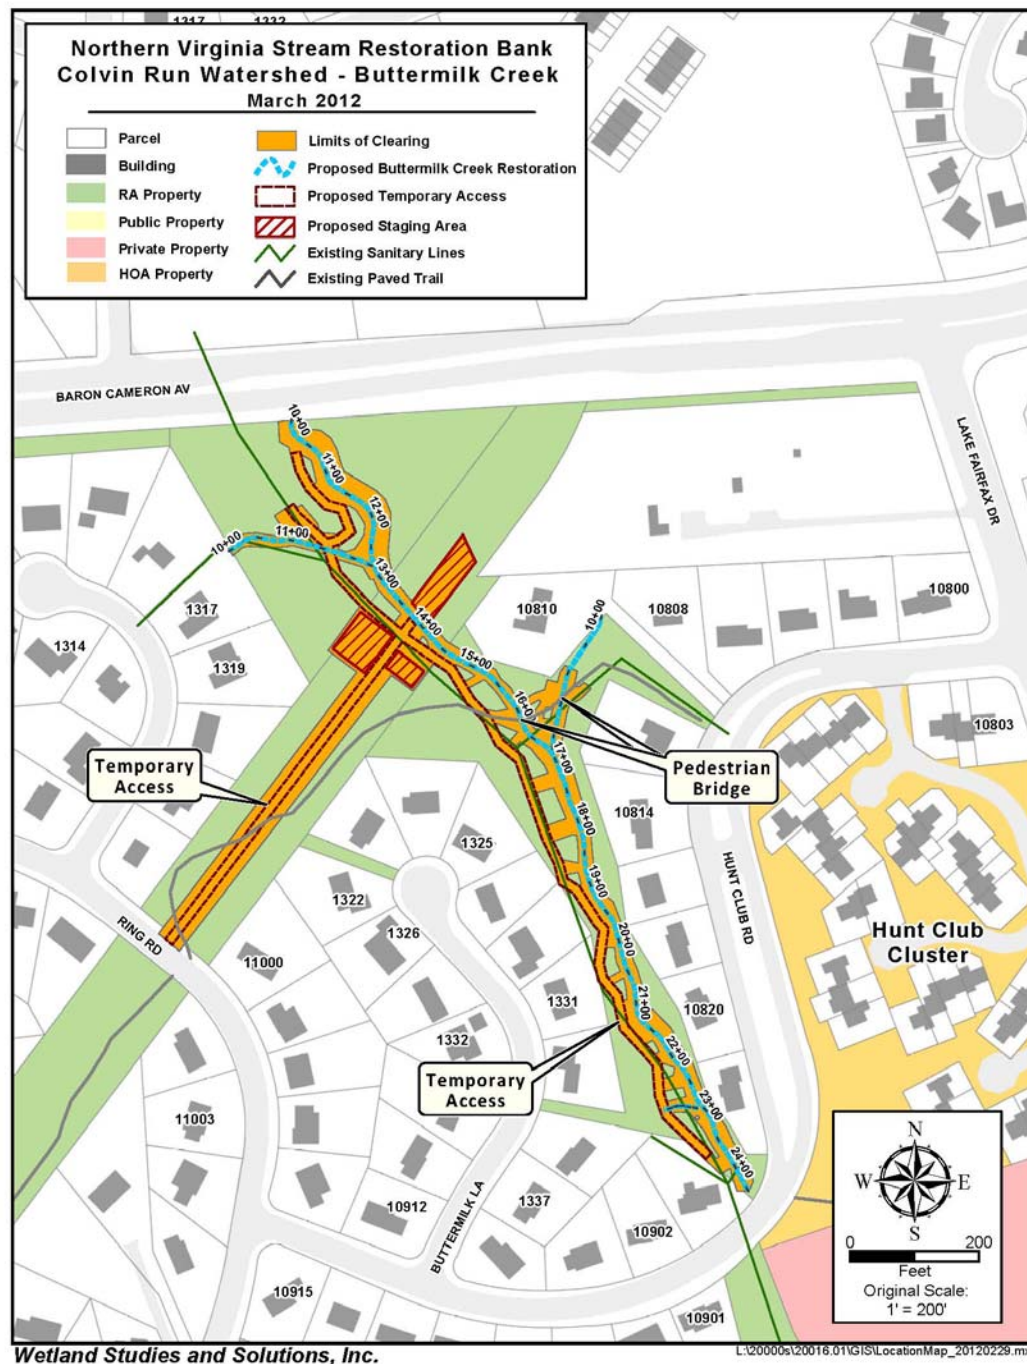 1317 1332
Northern Virginia Stream Restoration Bank
Colvin Run Watershed - Buttermilk Creek
March 2012
Parcel
Building
RA Property
Public Property
Private Property
HOA Property
Limits of Clearing
Proposed Buttermilk Creek Restoration
Proposed Temporary Access
Proposed Staging Area
Existing Sanitary Lines
Existing Paved Trail
BARON CAMERON AV
LAKE FAIRFAX DR
10+00
11+00
12+00
10+00
11+00
13+00
14+00
15+00
16+00
10+00
17+00
18+00
19+00
20+00
21+00
22+00
23+00
24+00
1317
1314
1319
10810
10808
10800
10803
Temporary
Access
Pedestrian
Bridge
10814
1325
1322
1326
HUNT CLUB RD
Hunt Club
Cluster
RING RD
11000
1331
10820
1332
Temporary
Access
11003
10912
BUTTERMILK LA
1337
10902
10915
10901
N
W E
S
0 200
Feet
Original Scale:
1' = 200'
Wetland Studies and Solutions, Inc.
L:\20000s\20016.01\GIS\LocationMap_20120229.m